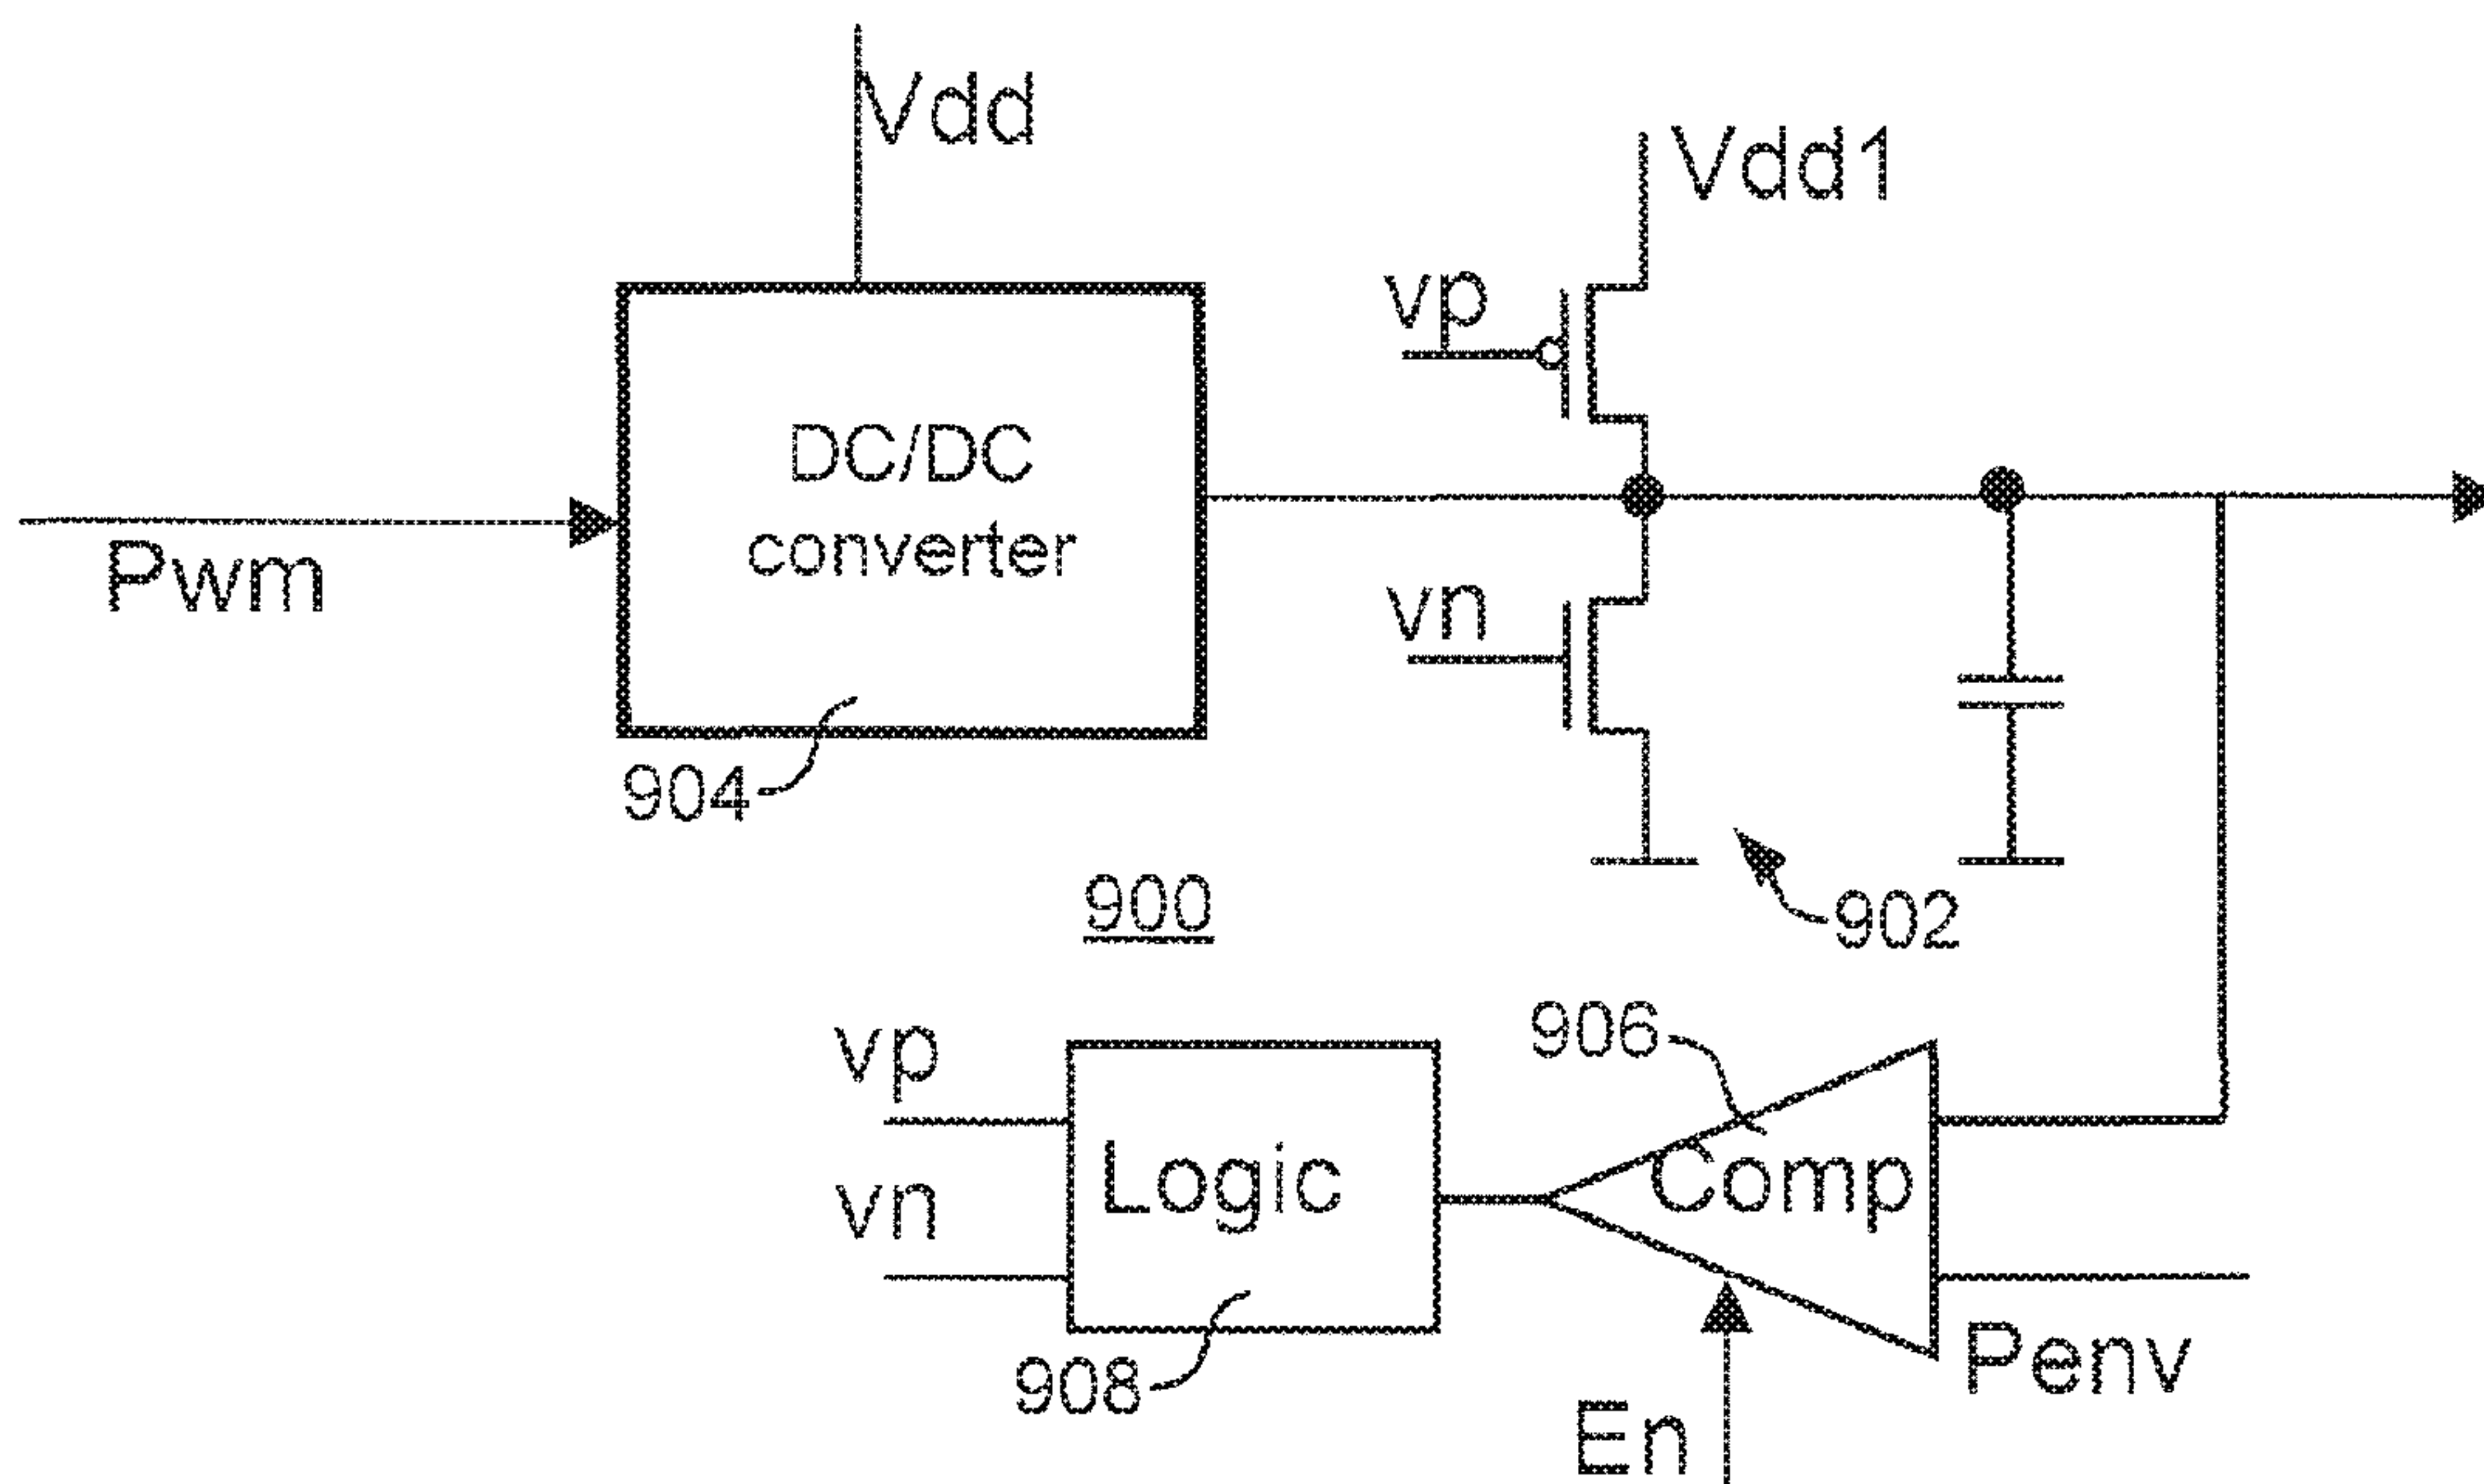 Vdd
Vdd1
vp
DC/DC
converter
Pwm
vn
904
900
902
906
vp
Logic
Comp
vn
Penv
908
En